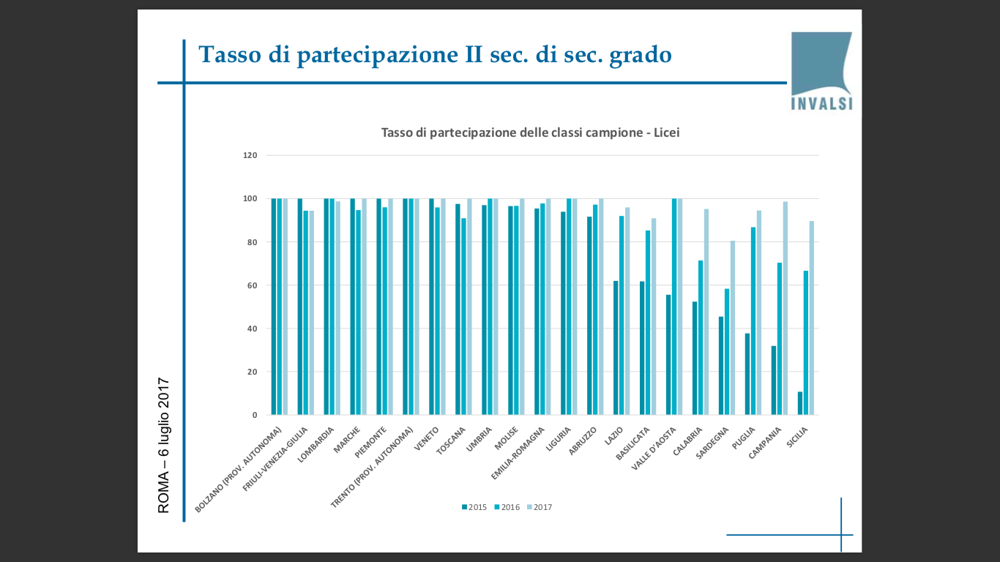 Tasso di partecipazione II sec. di sec. grado
INVALSI
ROMA – 6 luglio 2017
Tasso di partecipazione delle classi campione - Licei
120
100
80
60
40
20
0
BOLZANO (PROV. AUTONOMA)
FRIULI-VENEZIA-GIULIA
LOMBARDIA
MARCHE
PIEMONTE
TRENTO (PROV. AUTONOMA)
VENETO
TOSCANA
UMBRIA
MOLISE
EMILIA-ROMAGNA
LIGURIA
ABRUZZO
LAZIO
BASILICATA
VALLE D'AOSTA
CALABRIA
SARDEGNA
PUGLIA
CAMPANIA
SICILIA
2015 2016 2017